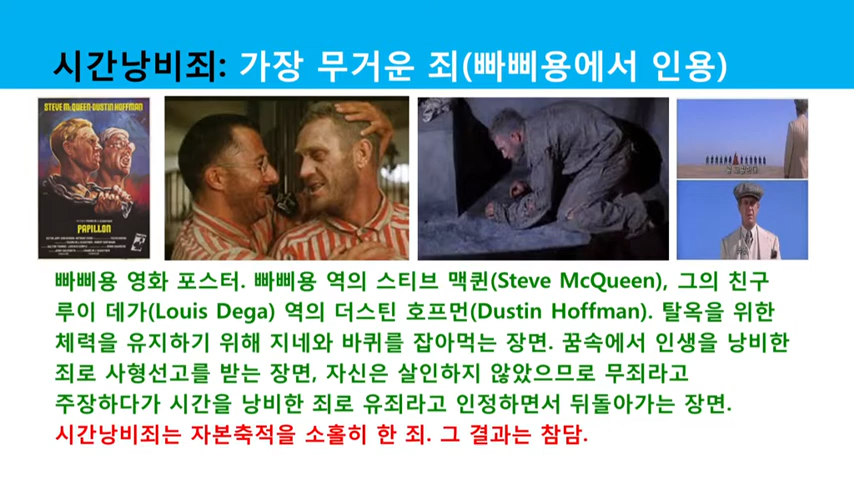 시간낭비죄: 가장 무거운 죄(빠삐용에서 인용)
STEVE McQUEEN DUSTIN HOFFMAN
PAPILLON
빠삐용 영화 포스터. 빠삐용 역의 스티브 맥퀸(Steve McQueen), 그의 친구
루이 데가(Louis Dega) 역의 더스틴 호프먼(Dustin Hoffman). 탈옥을 위한
체력을 유지하기 위해 지네와 바퀴를 잡아먹는 장면. 꿈속에서 인생을 낭비한
죄로 사형선고를 받는 장면, 자신은 살인하지 않았으므로 무죄라고
주장하다가 시간을 낭비한 죄로 유죄라고 인정하면서 뒤돌아가는 장면.
시간낭비죄는 자본축적을 소홀히 한 죄. 그 결과는 참담.